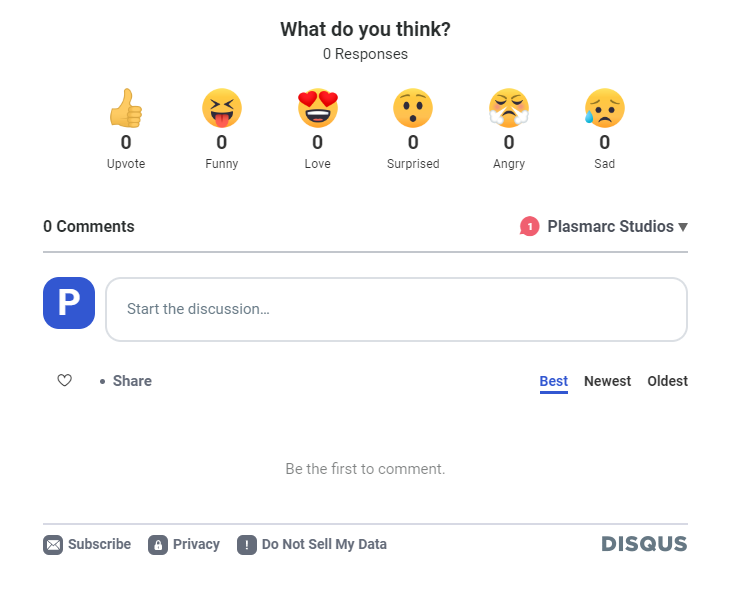 What do you think?
0 Responses
0 0 0 0 0 0
Upvote Funny Love Surprised Angry Sad
0 Comments 1 Plasmarc Studios
P Start the discussion...
• Share Best Newest Oldest
Be the first to comment.
Subscribe Privacy ! Do Not Sell My Data DISQUS